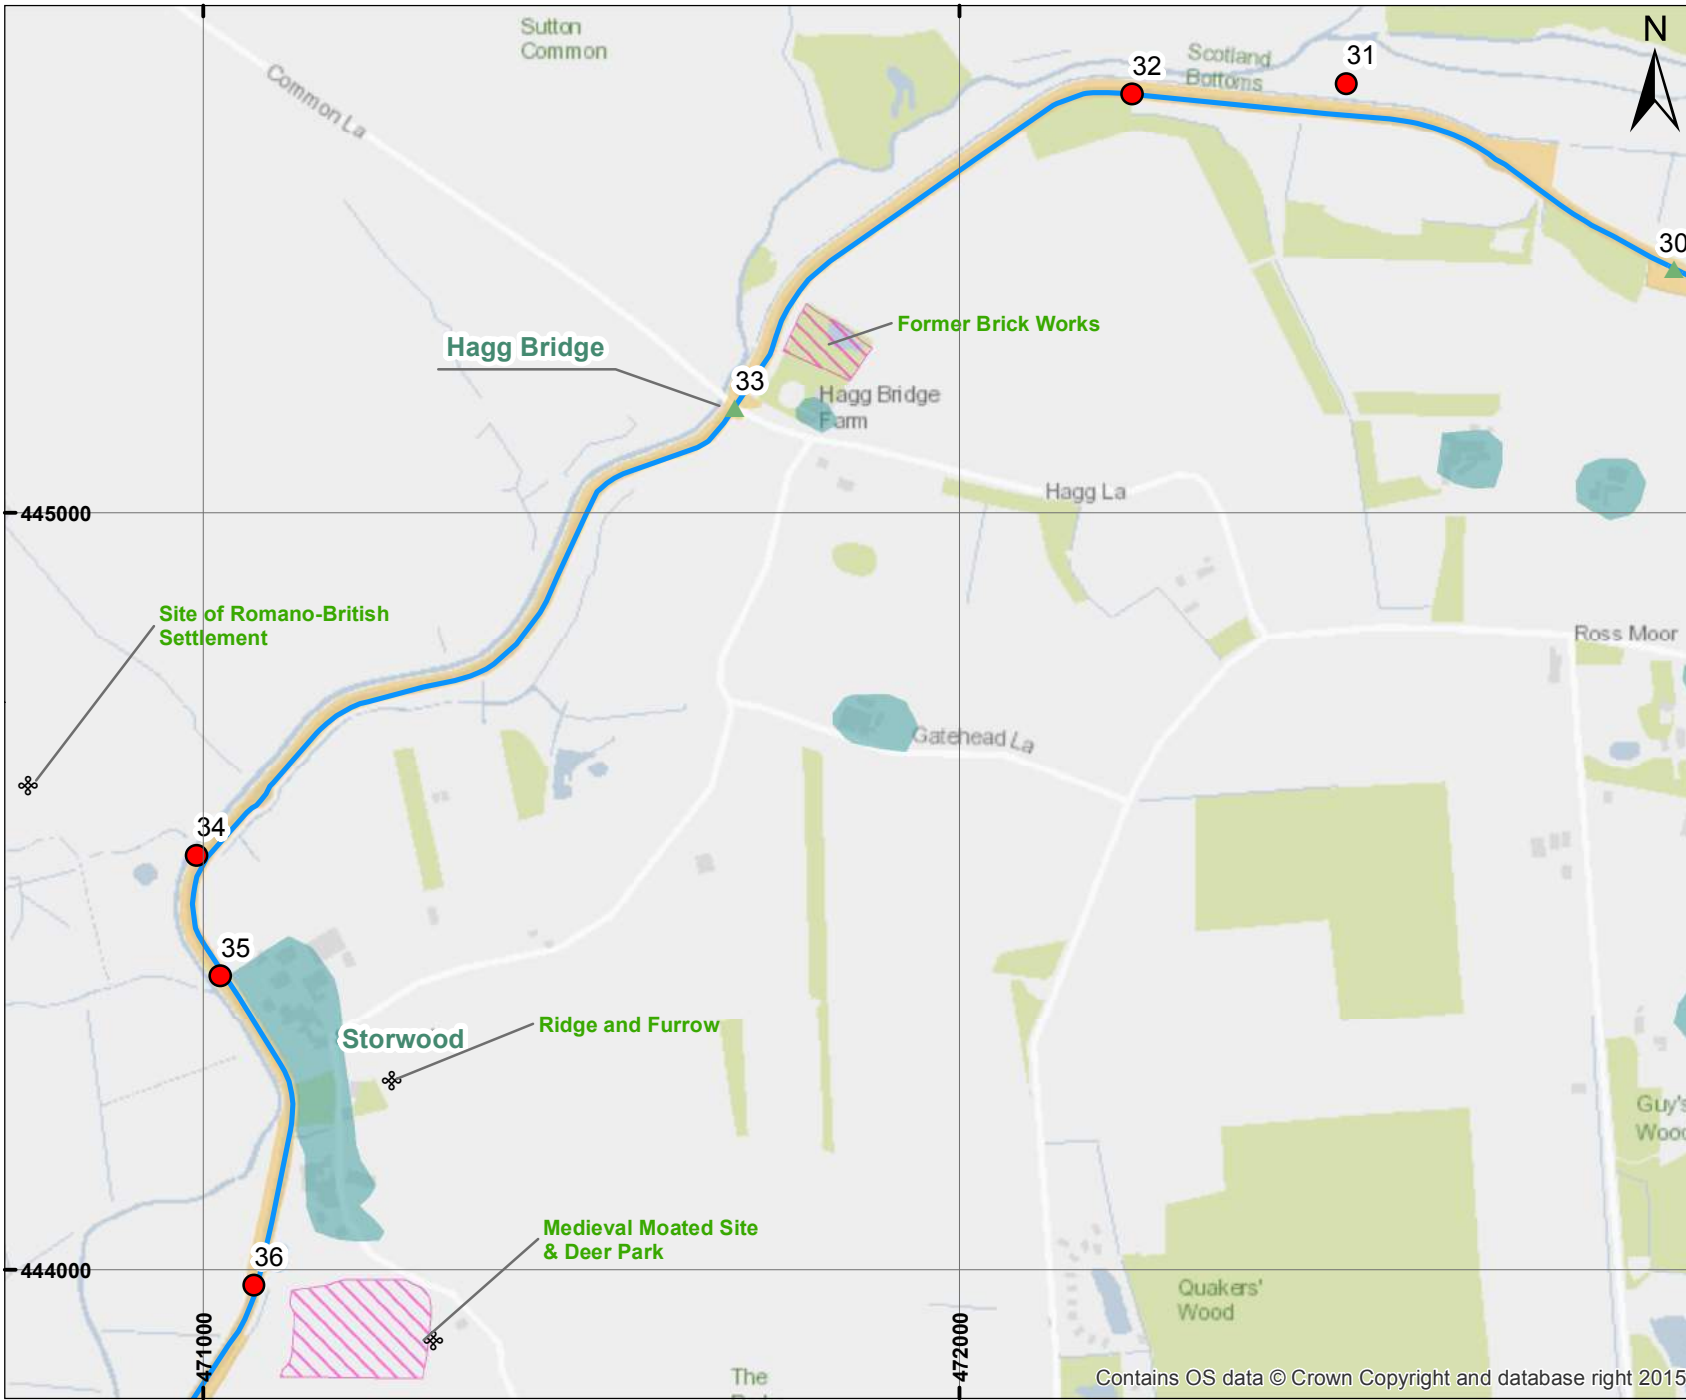 Sutton
Common
Common La
Scotland
Bottoms
32
31
N
30
Former Brick Works
Hagg Bridge
33
Hagg Bridge
Farm
Hagg La
445000
Site of Romano-British
Settlement
Ross Moor
Gatehead La
34
35
Storwood
Ridge and Furrow
Guy's
Medieval Moated Site
& Deer Park
36
444000
Quakers'
Wood
471000
472000
The
Contains OS data © Crown Copyright and database right 2015